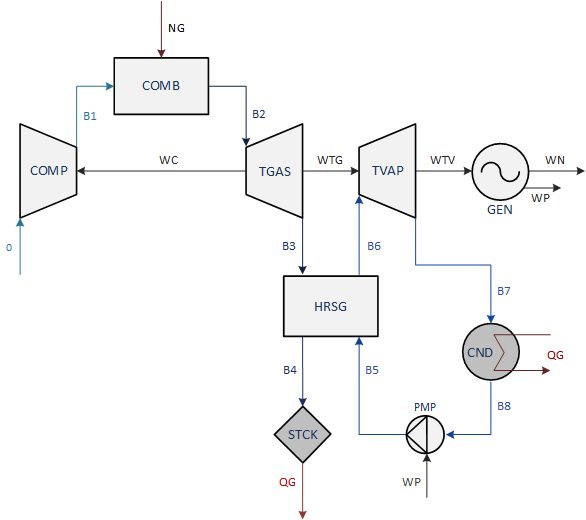 NG
COMB
B1
B2
COMP
WC
TGAS
WTG
TVAP
WTV
WN
WP
GEN
0
B3
B6
HRSG
B7
CND
QG
B4
B5
B8
PMP
STCK
QG
WP